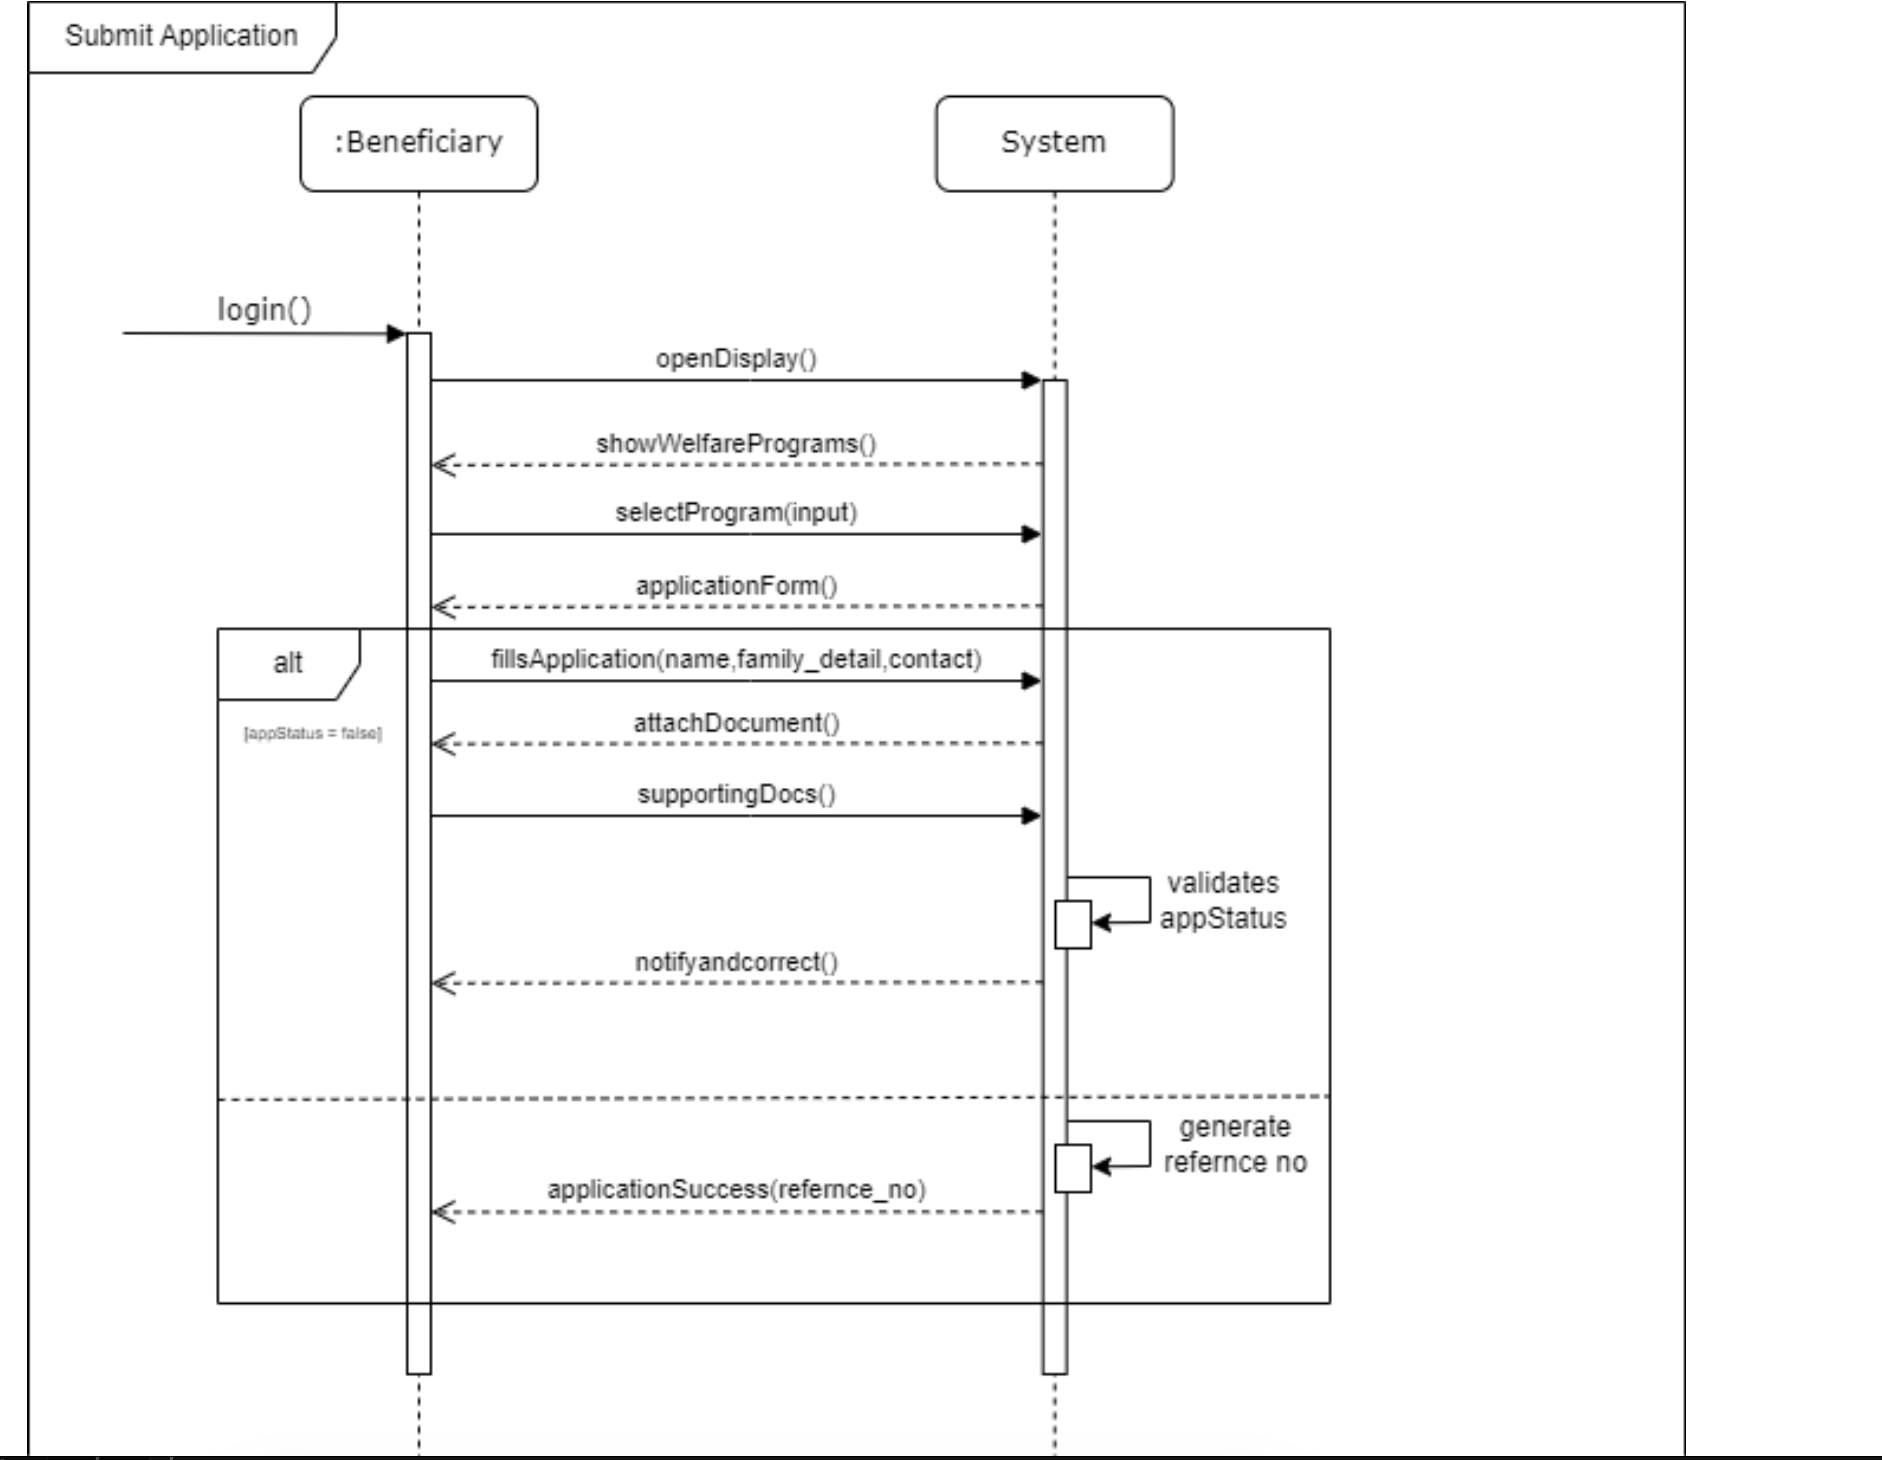 Submit Application
:Beneficiary
System
login()
openDisplay()
showWelfarePrograms()
selectProgram(input)
applicationForm()
alt
fillsApplication(name,family_detail,contact)
[appStatus = false]
attachDocument()
supportingDocs()
validates
appStatus
notifyandcorrect()
generate
refernce no
applicationSuccess(refernce_no)